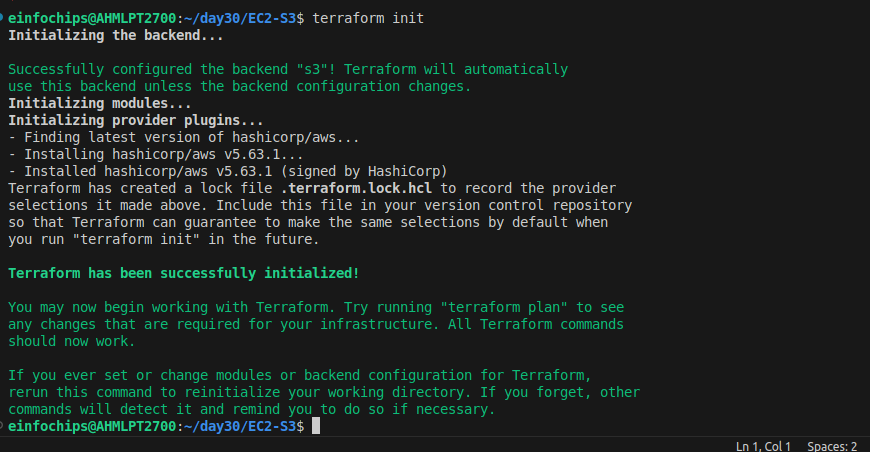 einfochips@AHMLPT2700:~/day30/EC2-S3$ terraform init
Initializing the backend...
Successfully configured the backend "s3"! Terraform will automatically
use this backend unless the backend configuration changes.
Initializing modules...
Initializing provider plugins...
- Finding latest version of hashicorp/aws...
- Installing hashicorp/aws v5.63.1...
- Installed hashicorp/aws v5.63.1 (signed by HashiCorp)
Terraform has created a lock file .terraform.lock.hcl to record the provider
selections it made above. Include this file in your version control repository
so that Terraform can guarantee to make the same selections by default when
you run "terraform init" in the future.
Terraform has been successfully initialized!
You may now begin working with Terraform. Try running "terraform plan" to see
any changes that are required for your infrastructure. All Terraform commands
should now work.
If you ever set or change modules or backend configuration for Terraform,
rerun this command to reinitialize your working directory. If you forget, other
commands will detect it and remind you to do so if necessary.
einfochips@AHMLPT2700:~/day30/EC2-S3$
Ln 1, Col 1 Spaces: 2